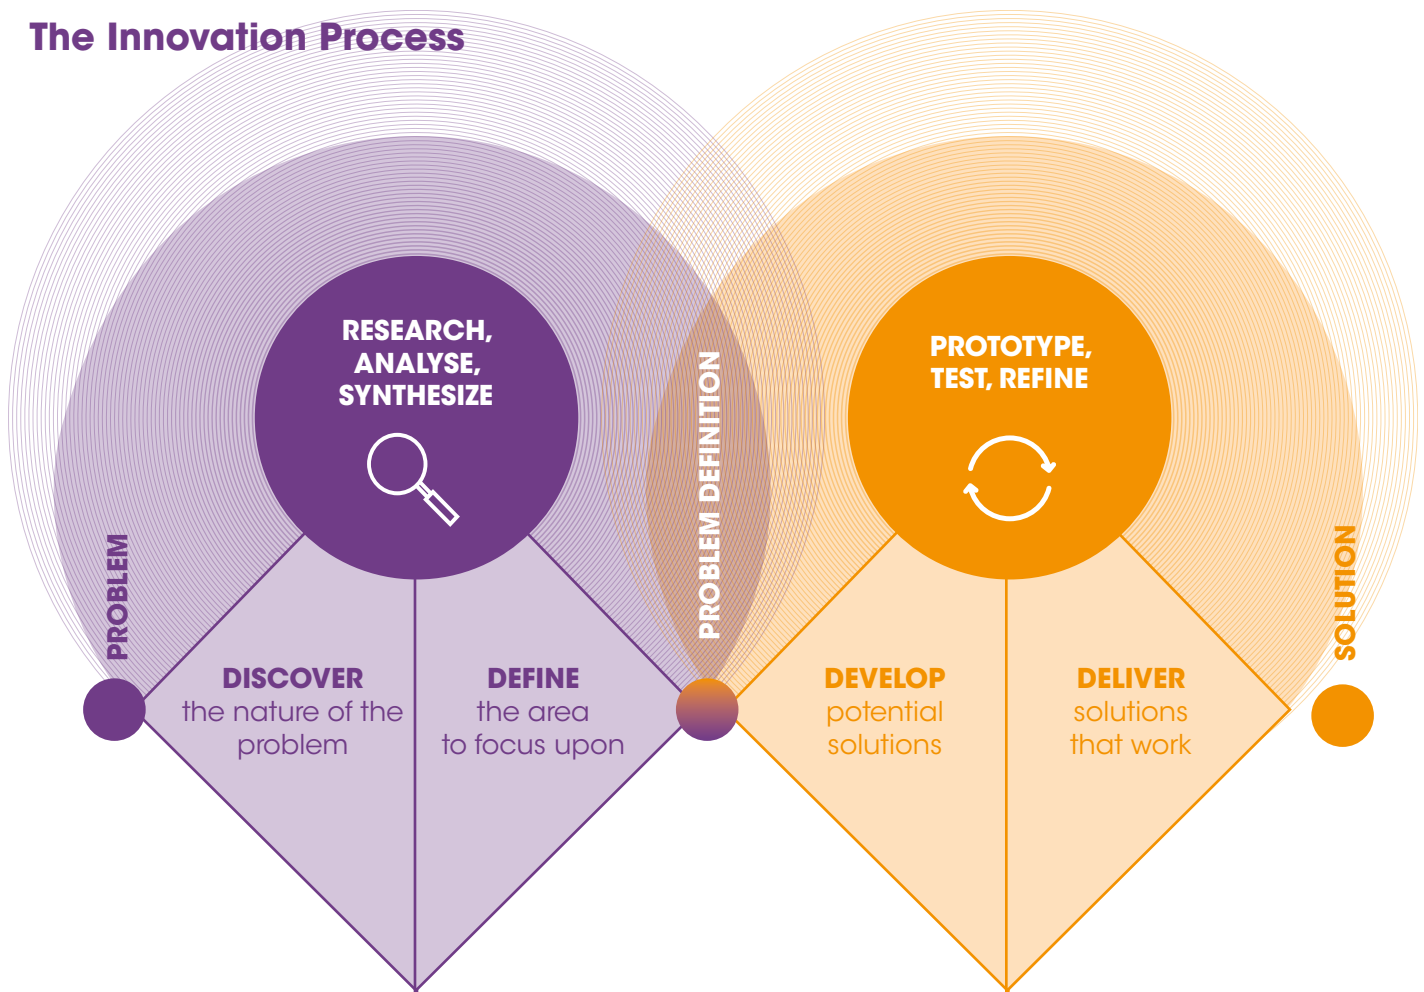 The Innovation Process
RESEARCH,
ANALYSE,
SYNTHESIZE
PROTOTYPE,
TEST, REFINE
PROBLEM
PROBLEM DEFINITION
SOLUTION
DISCOVER
the nature of the
problem
DEFINE
the area
to focus upon
DEVELOP
potential
solutions
DELIVER
solutions
that work